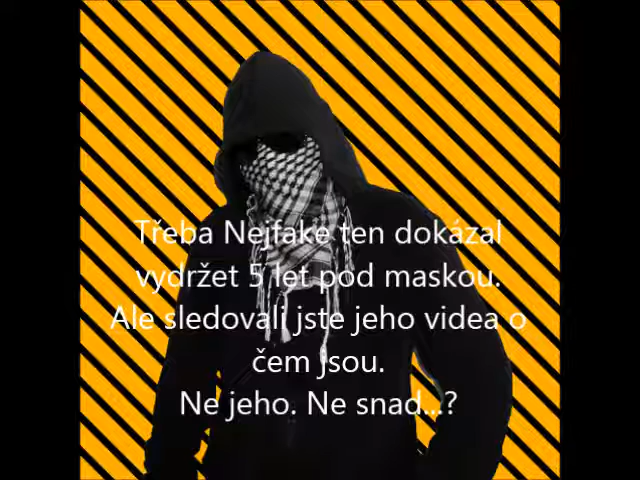 Třeba Nejfake ten dokázal
vydržet 5 let pod maskou.
Ale sledovali jste jeho videa o
čem jsou.
Ne jeho. Ne snad...?